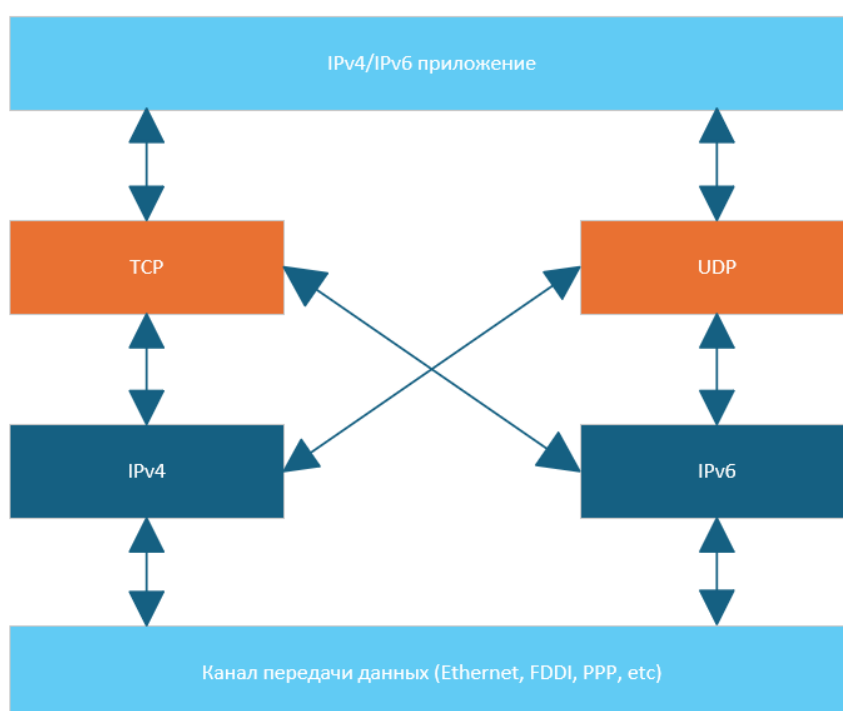 IPv4/IPv6 приложение
TCP
UDP
IPv4
IPv6
Канал передачи данных (Ethernet, FDDI, PPP, etc)